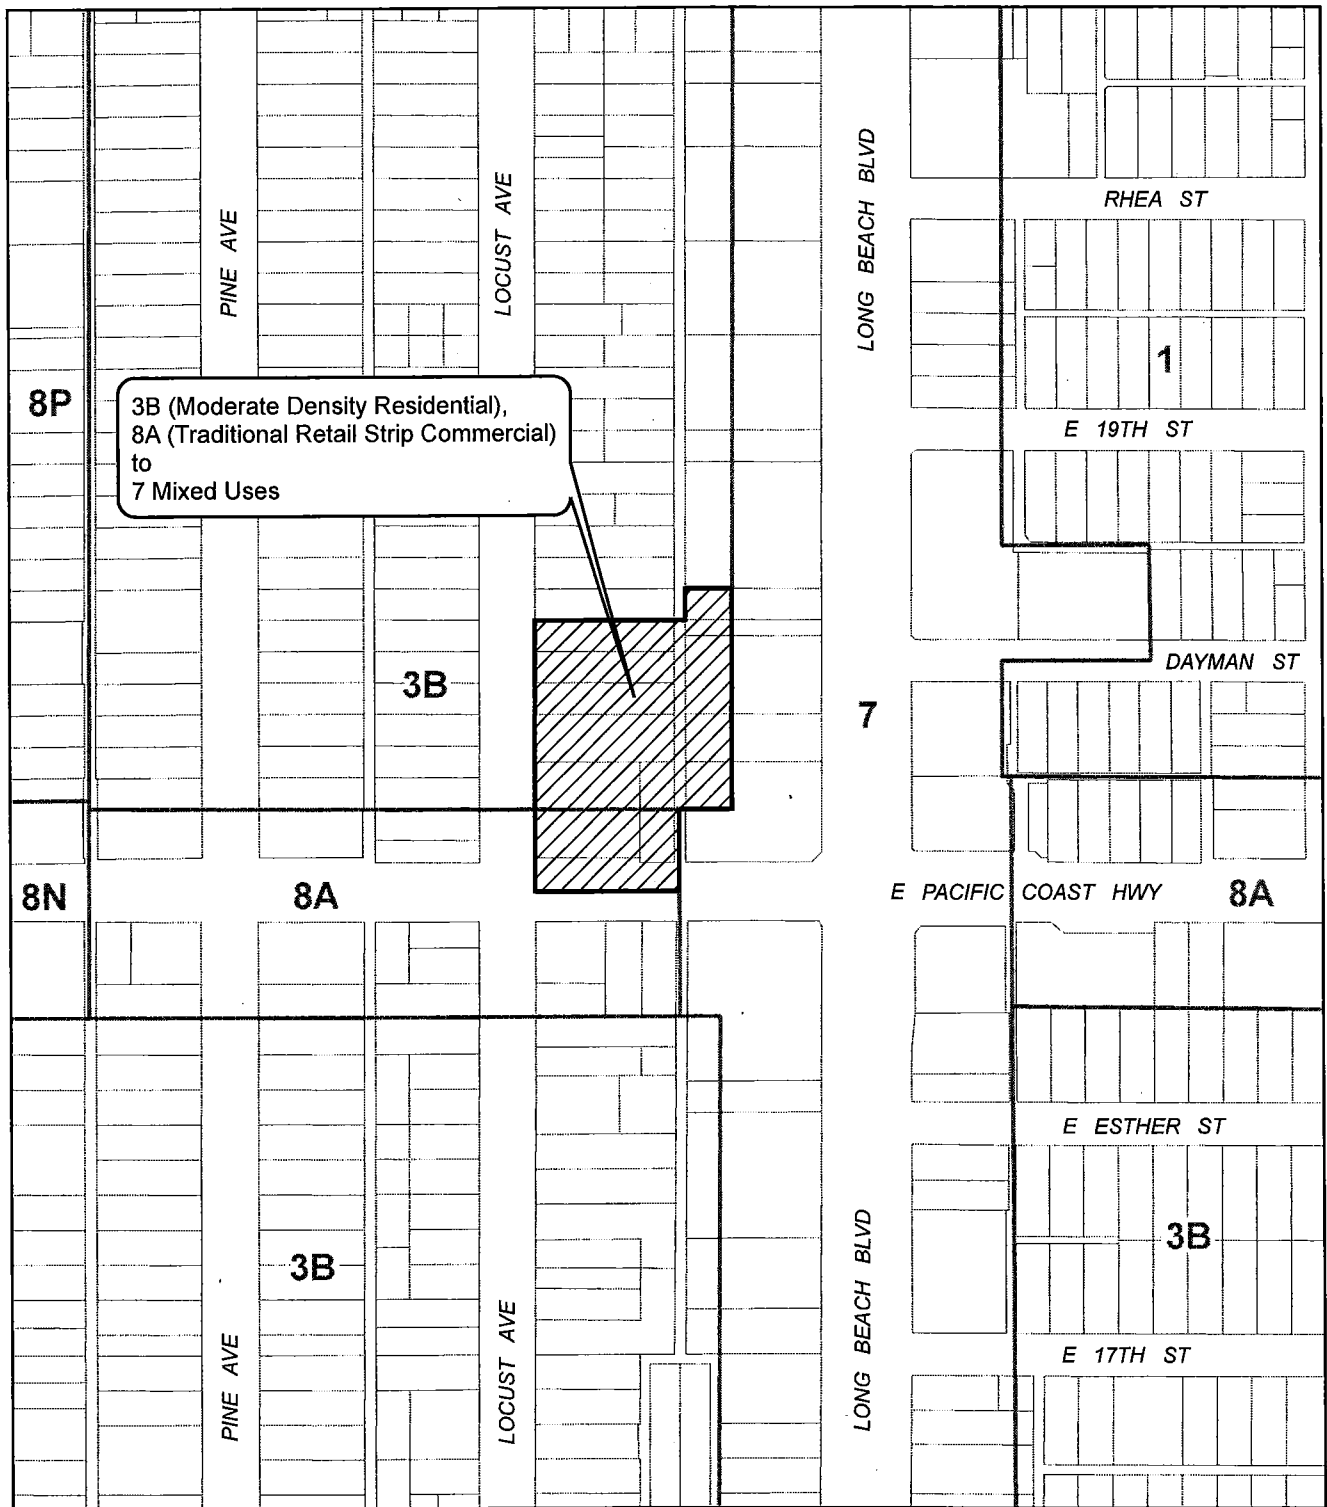 RHEA ST
LONG BEACH BLVD
LOCUST AVE
PINE AVE
1
8P
3B (Moderate Density Residential),
8A (Traditional Retail Strip Commercial)
to
7 Mixed Uses
E 19TH ST
DAYMAN ST
3B
7
8N
8A
E PACIFIC COAST HWY
8A
E ESTHER ST
3B
3B
LONG BEACH BLVD
LOCUST AVE
PINE AVE
E 17TH ST